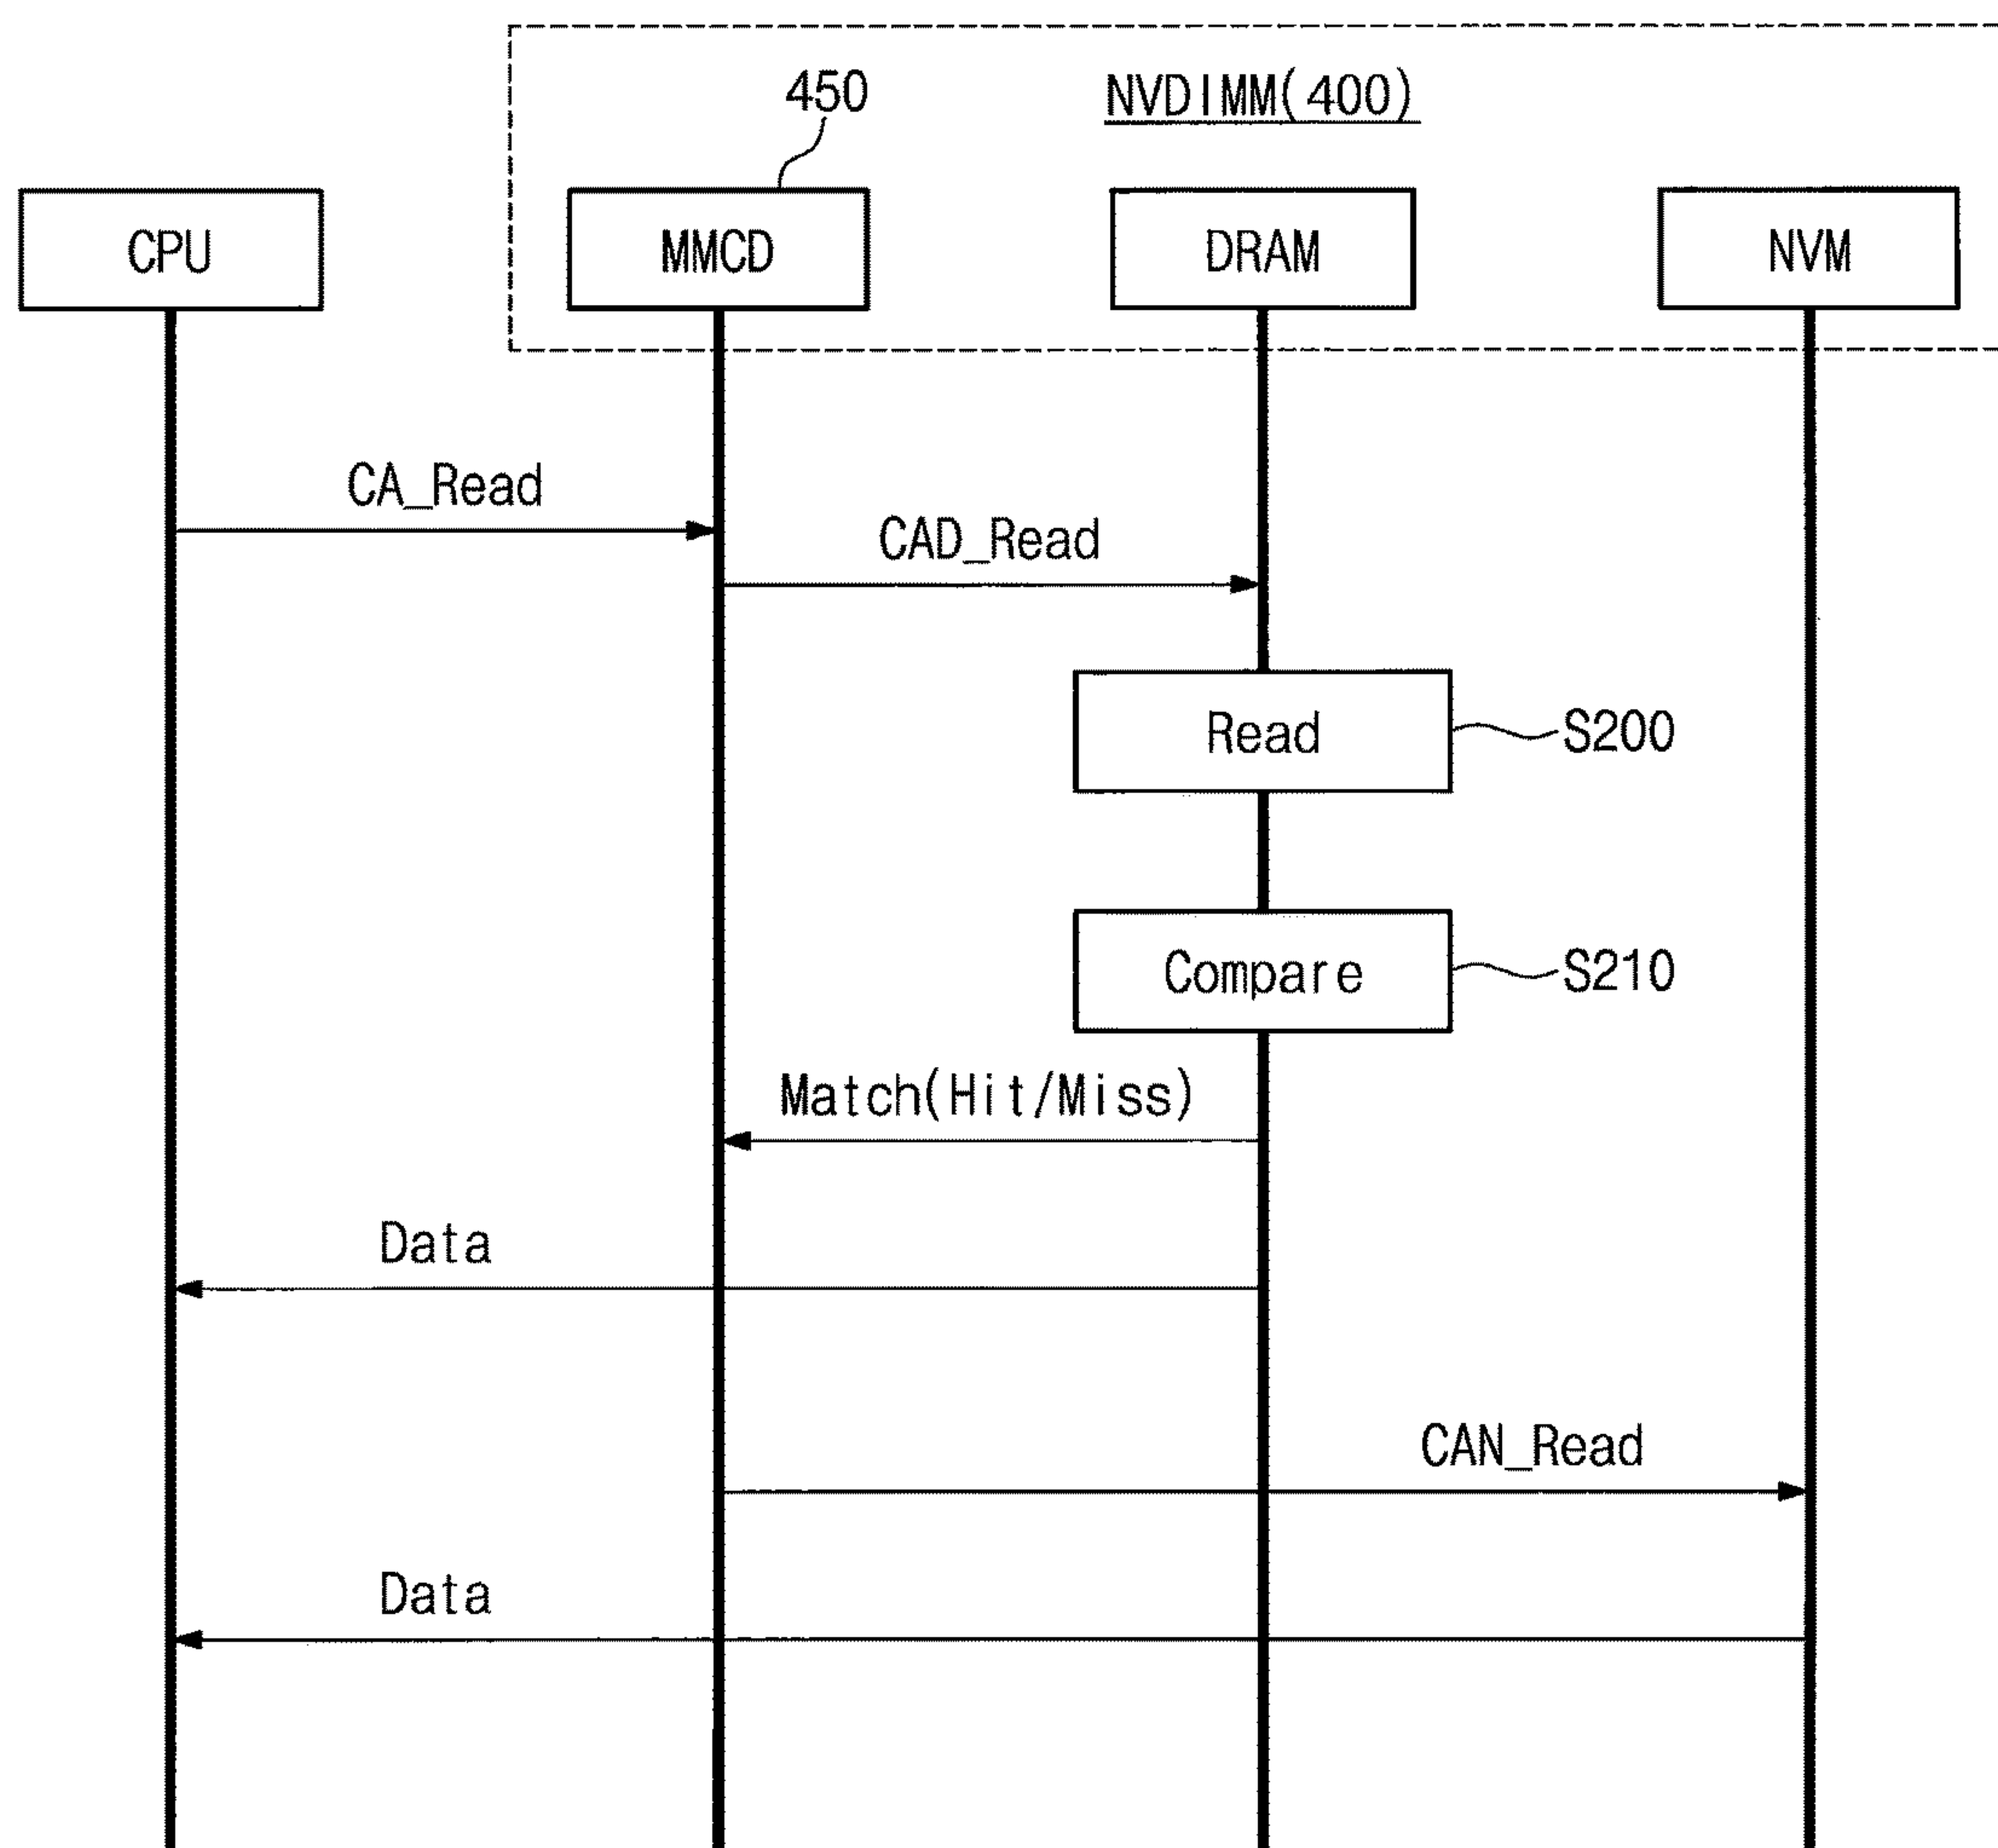 450
NVDIMM(400)
CPU
MMCD
DRAM
NVM
CA_Read
CAD_Read
Read
S200
Compare
S210
Match(Hit/Miss)
Data
CAN_Read
Data